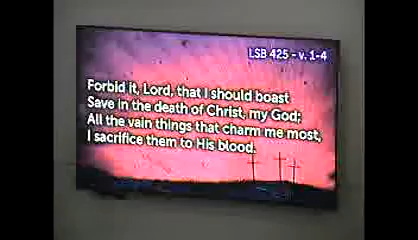 LSB 425 - v. 1-4
Forbid it, Lord, that I should boast
Save in the death of Christ, my God;
All the vain things that charm me most,
I sacrifice them to His blood.